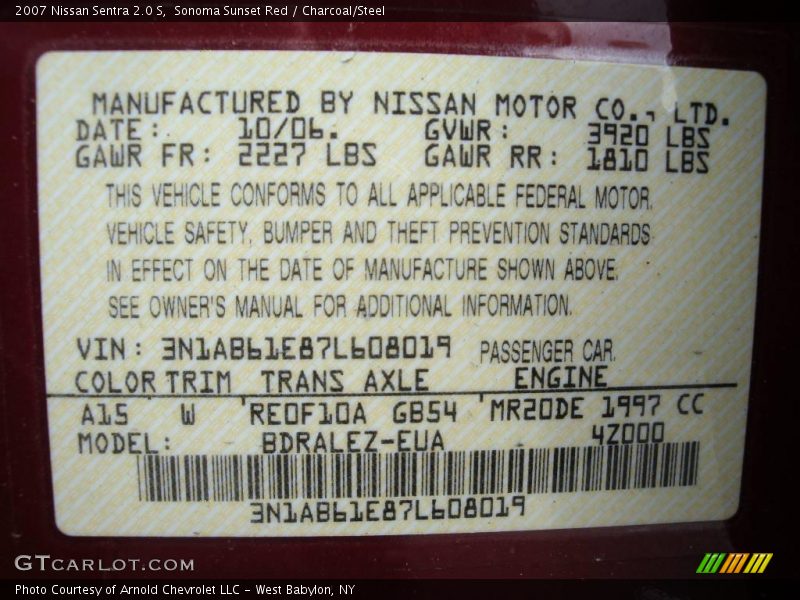 2007 Nissan Sentra 2.0 S, Sonoma Sunset Red / Charcoal/Steel
MANUFACTURED BY NISSAN MOTOR CO., LTD.
DATE: 10/06. GVWR: 3920 LBS
GAWR FR: 2227 LBS GAWR RR: 1810 LBS
THIS VEHICLE CONFORMS TO ALL APPLICABLE FEDERAL MOTOR
VEHICLE SAFETY, BUMPER AND THEFT PREVENTION STANDARDS
IN EFFECT ON THE DATE OF MANUFACTURE SHOWN ABOVE.
SEE OWNER'S MANUAL FOR ADDITIONAL INFORMATION.
VIN: 3N1AB61E87L608019 PASSENGER CAR.
COLOR TRIM TRANS AXLE ENGINE
A15 W 'RE0F10A GB54 'MR20DE 1997 CC
MODEL: BDRALEZ-EUA 4Z000
3N1AB61E87L608019
GTCARLOT.COM
Photo Courtesy of Arnold Chevrolet LLC - West Babylon, NY